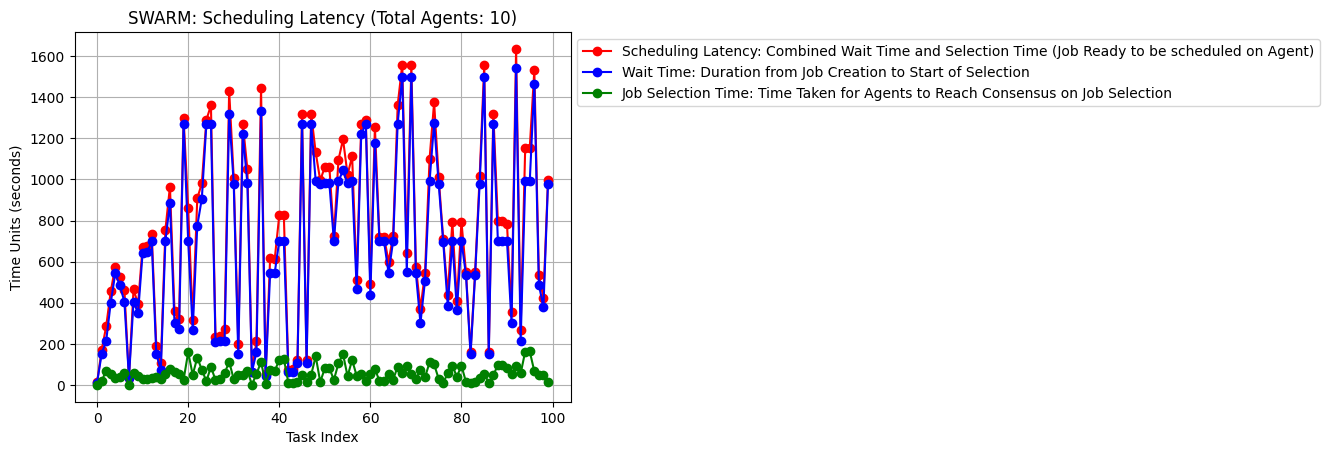 SWARM: Scheduling Latency (Total Agents: 10)
Scheduling Latency: Combined Wait Time and Selection Time (Job Ready to be scheduled on Agent)
Wait Time: Duration from Job Creation to Start of Selection
Job Selection Time: Time Taken for Agents to Reach Consensus on Job Selection
Time Units (seconds)
1600
1400
1200
1000
800
600
400
200
0
0 20 40 60 80 100
Task Index